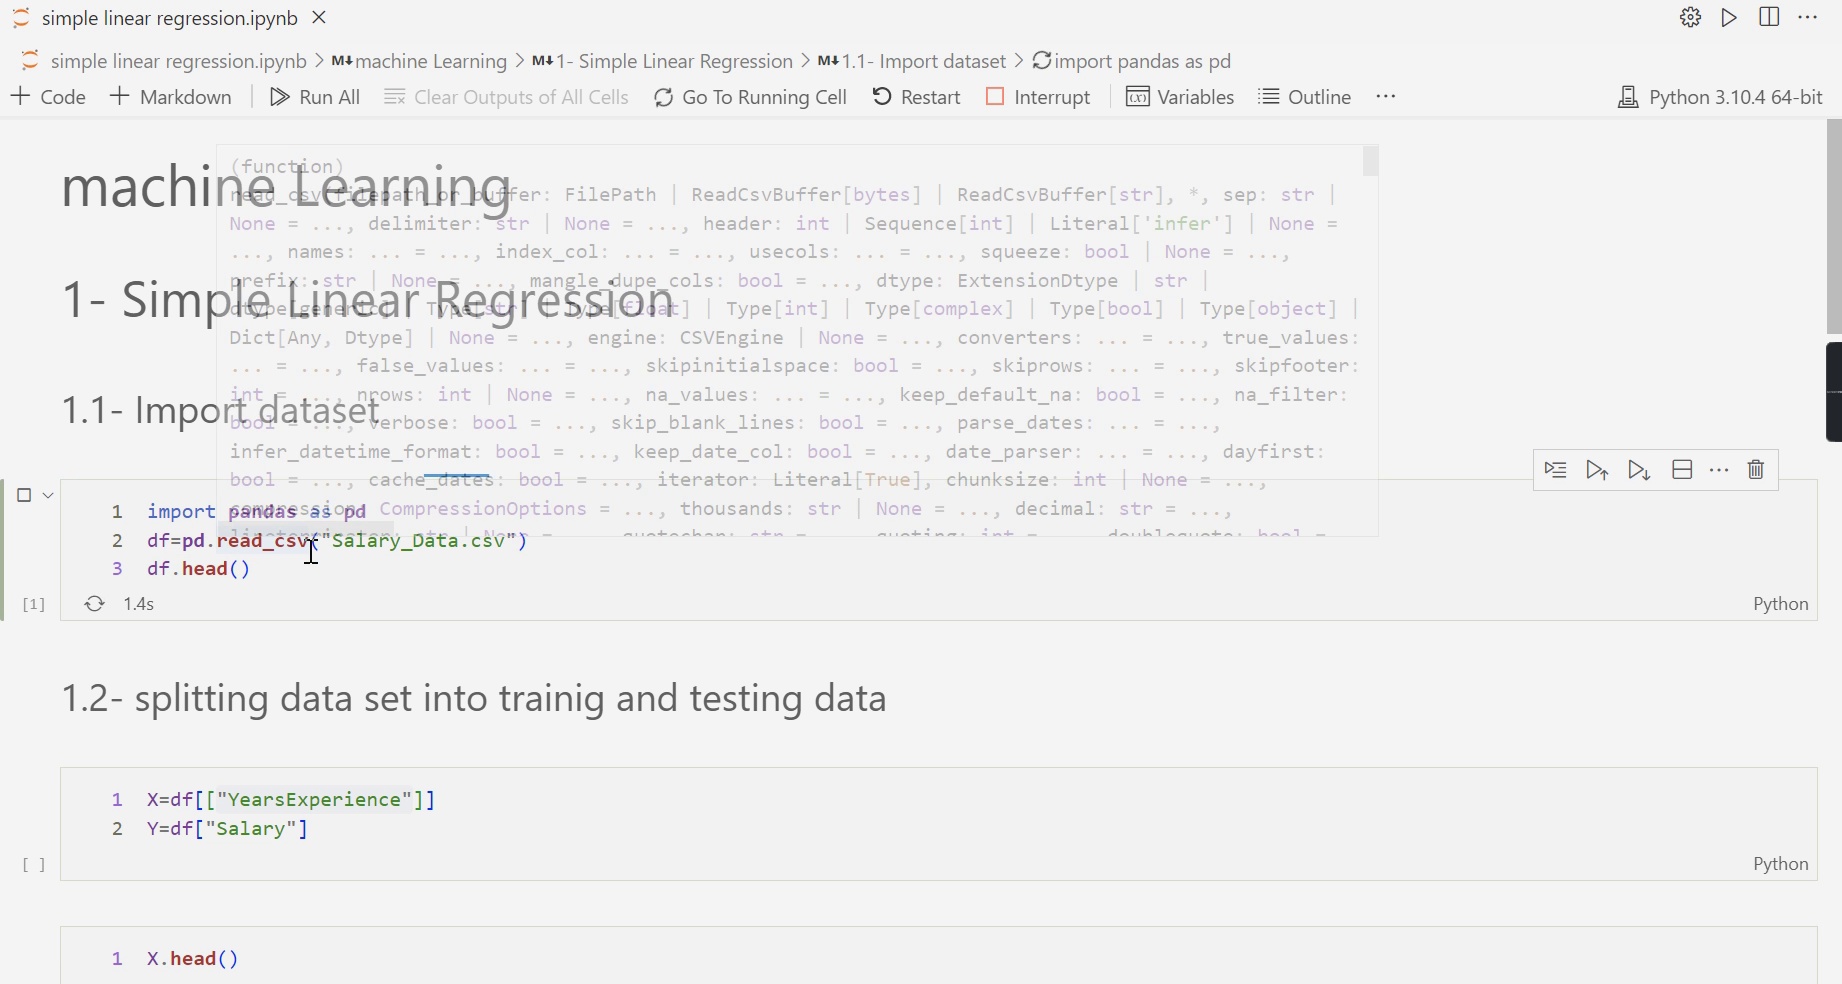 simple linear regression.ipynb
simple linear regression.ipynb > M↓machine Learning > M↓1- Simple Linear Regression > M↓1.1- Import dataset > import pandas as pd
+ Code + Markdown Run All Clear Outputs of All Cells Go To Running Cell Restart Interrupt Variables Outline ··· Python 3.10.4 64-bit
machine Learning
(function)
read_csv(filepath_or_buffer: FilePath | ReadCsvBuffer[bytes] | ReadCsvBuffer[str], *, sep: str |
None = ..., delimiter: str | None = ..., header: int | Sequence[int] | Literal['infer'] | None =
..., names: ... = ..., index_col: ... = ..., usecols: ... = ..., squeeze: bool | None = ...,
prefix: str | None = ..., mangle_dupe_cols: bool = ..., dtype: ExtensionDtype | str |
1- Simple Linear Regression
dtype[generic] | Type[str] | Type[float] | Type[int] | Type[complex] | Type[bool] | Type[object] |
Dict[Any, Dtype] | None = ..., engine: CSVEngine | None = ..., converters: ... = ..., true_values:
... = ..., false_values: ... = ..., skipinitialspace: bool = ..., skiprows: ... = ..., skipfooter:
int = ..., nrows: int | None = ..., na_values: ... = ..., keep_default_na: bool = ..., na_filter:
1.1- Import dataset
bool = ..., verbose: bool = ..., skip_blank_lines: bool = ..., parse_dates: ... = ...,
infer_datetime_format: bool = ..., keep_date_col: bool = ..., date_parser: ... = ..., dayfirst:
bool = ..., cache_dates: bool = ..., iterator: Literal[True], chunksize: int | None = ...,
compression: CompressionOptions = ..., thousands: str | None = ..., decimal: str = ...,
1 import pandas as pd
2 df=pd.read_csv("Salary_Data.csv")
3 df.head()
[1] 1.4s Python
1.2- splitting data set into trainig and testing data
1 X=df[["YearsExperience"]]
2 Y=df["Salary"]
[ ] Python
1 X.head()